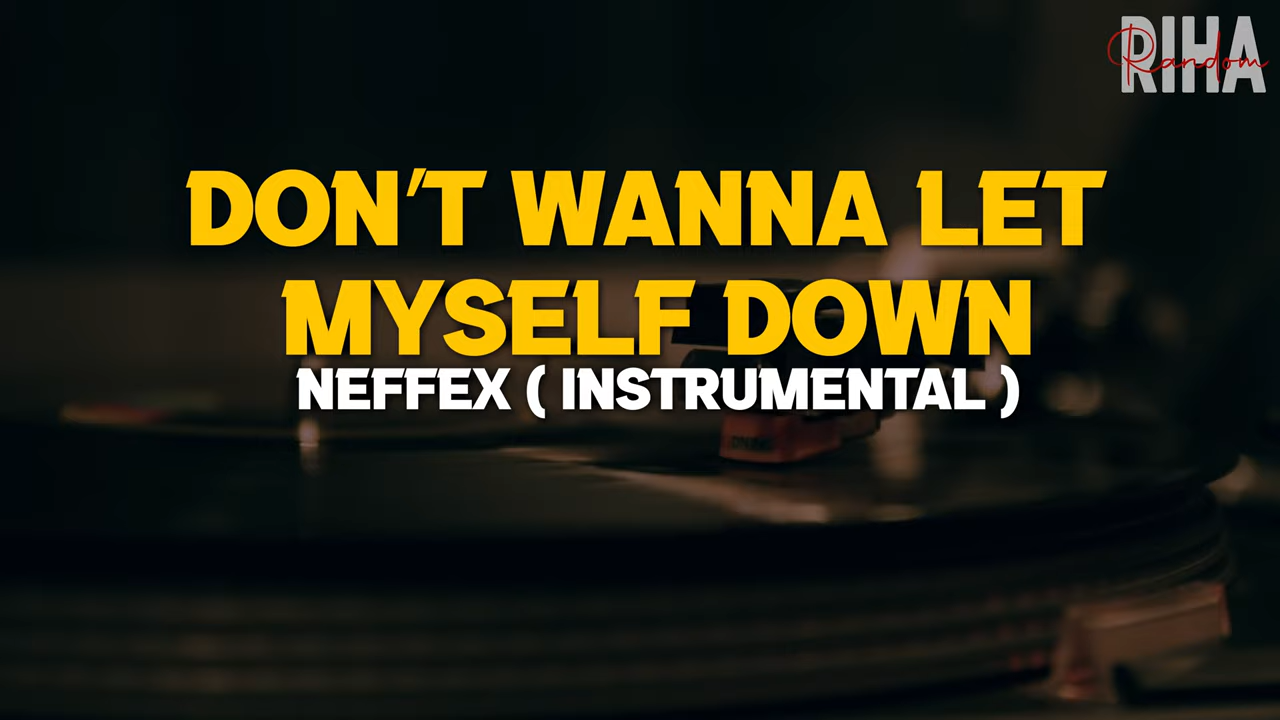 RIHA
Random
DON'T WANNA LET
MYSELF DOWN
NEFFEX ( INSTRUMENTAL )